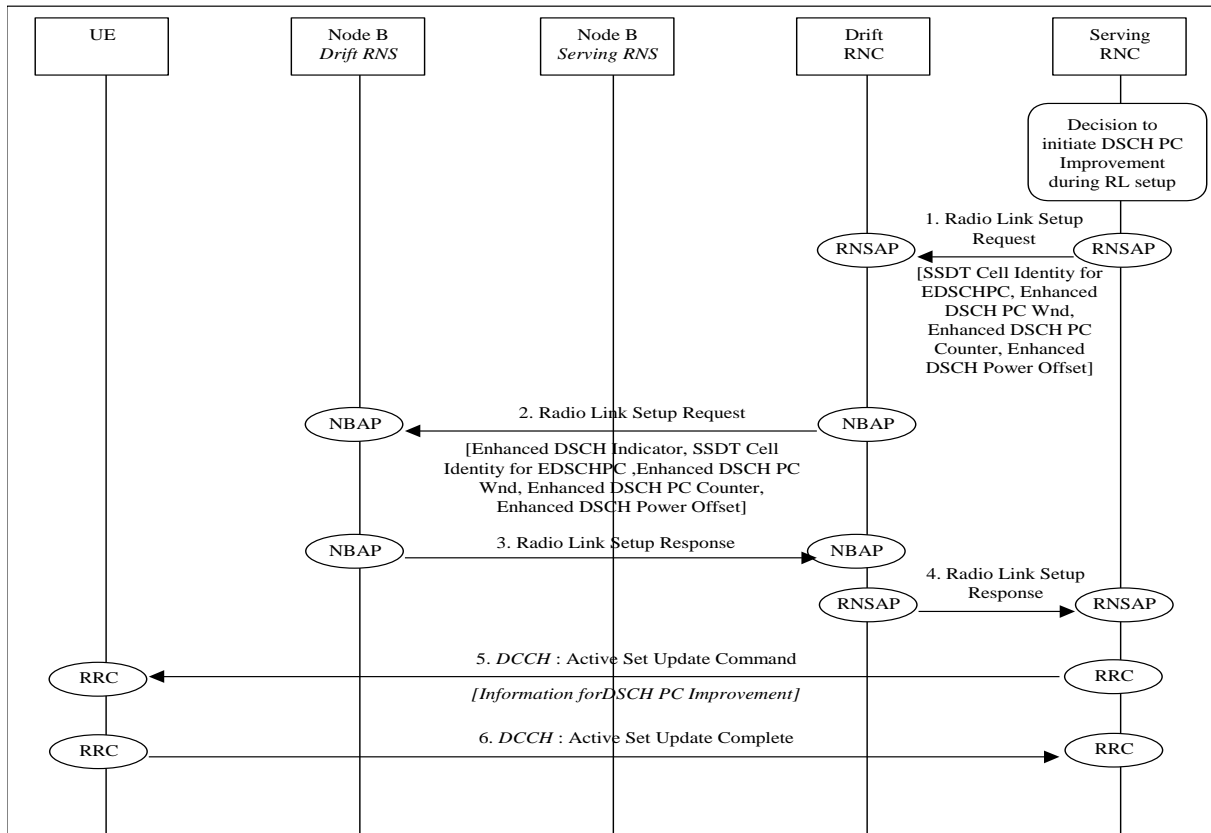 UE
Node B
Drift RNS
Node B
Serving RNS
Drift
RNC
Serving
RNC
Decision to
initiate DSCH PC
Improvement
during RL setup
1. Radio Link Setup
Request
RNSAP
RNSAP
[SSDT Cell Identity for
EDSCHPC, Enhanced
DSCH PC Wnd,
Enhanced DSCH PC
Counter, Enhanced
DSCH Power Offset]
2. Radio Link Setup Request
NBAP
NBAP
[Enhanced DSCH Indicator, SSDT Cell
Identity for EDSCHPC ,Enhanced DSCH PC
Wnd, Enhanced DSCH PC Counter,
Enhanced DSCH Power Offset]
3. Radio Link Setup Response
NBAP
NBAP
4. Radio Link Setup
Response
RNSAP
RNSAP
5. DCCH : Active Set Update Command
RRC
RRC
[Information forDSCH PC Improvement]
6. DCCH : Active Set Update Complete
RRC
RRC